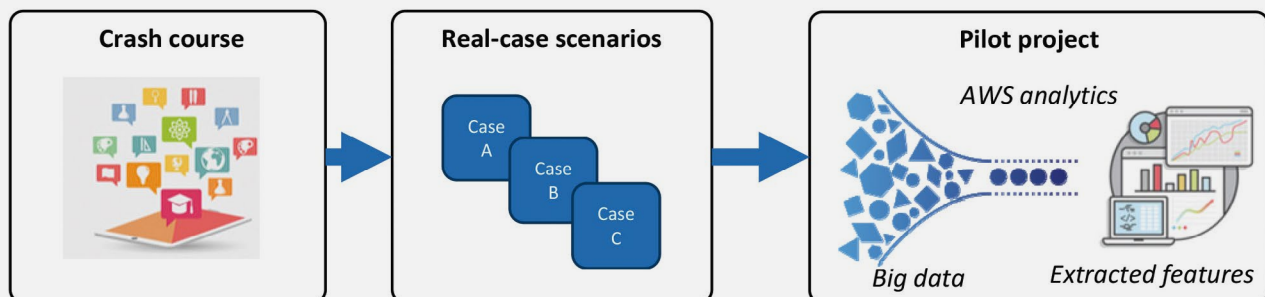 Crash course
Real-case scenarios
Case
A
Case
B
Case
C
Pilot project
AWS analytics
Big data
Extracted features